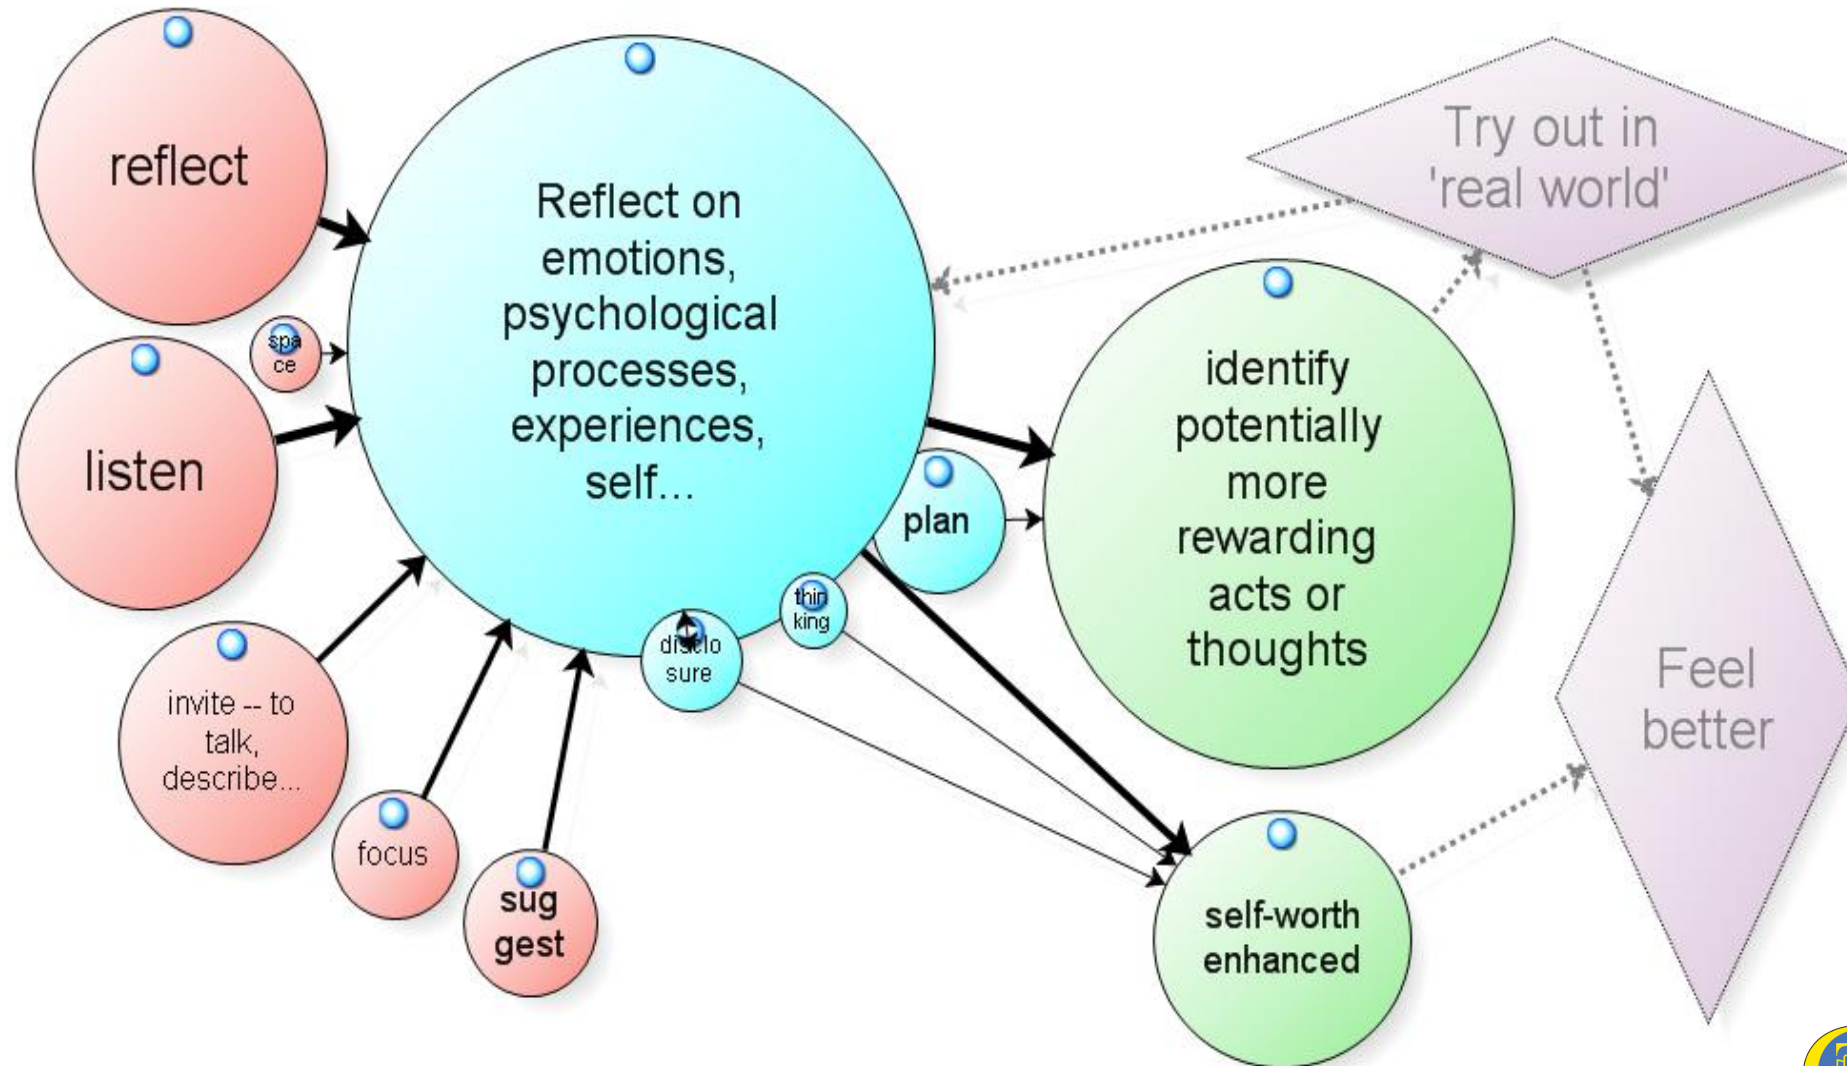 reflect
spa
ce
listen
invite -- to
talk,
describe...
focus
sug
gest
Reflect on
emotions,
psychological
processes,
experiences,
self...
disclo
sure
thin
king
plan
identify
potentially
more
rewarding
acts or
thoughts
self-worth
enhanced
Try out in
'real world'
Feel
better